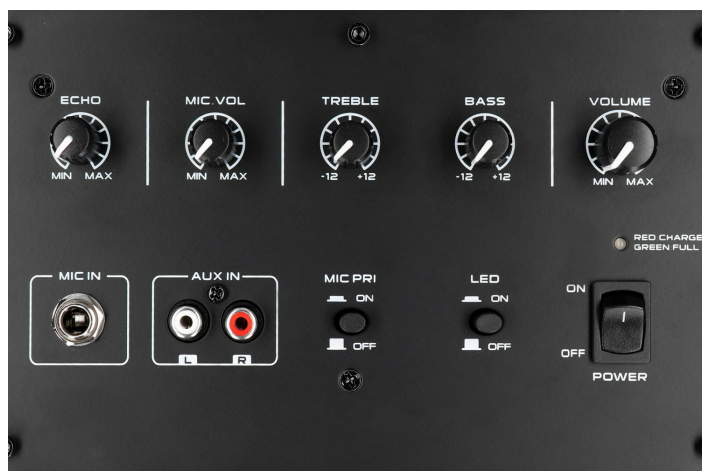 ECHO
MIC. VOL
TREBLE
BASS
VOLUME
MIN MAX
MIN MAX
-12 +12
-12 +12
MIN MAX
RED CHARGE
GREEN FULL
MIC IN
AUX IN
MIC PRI
LED
ON
ON
ON
OFF
OFF
OFF
L
R
POWER